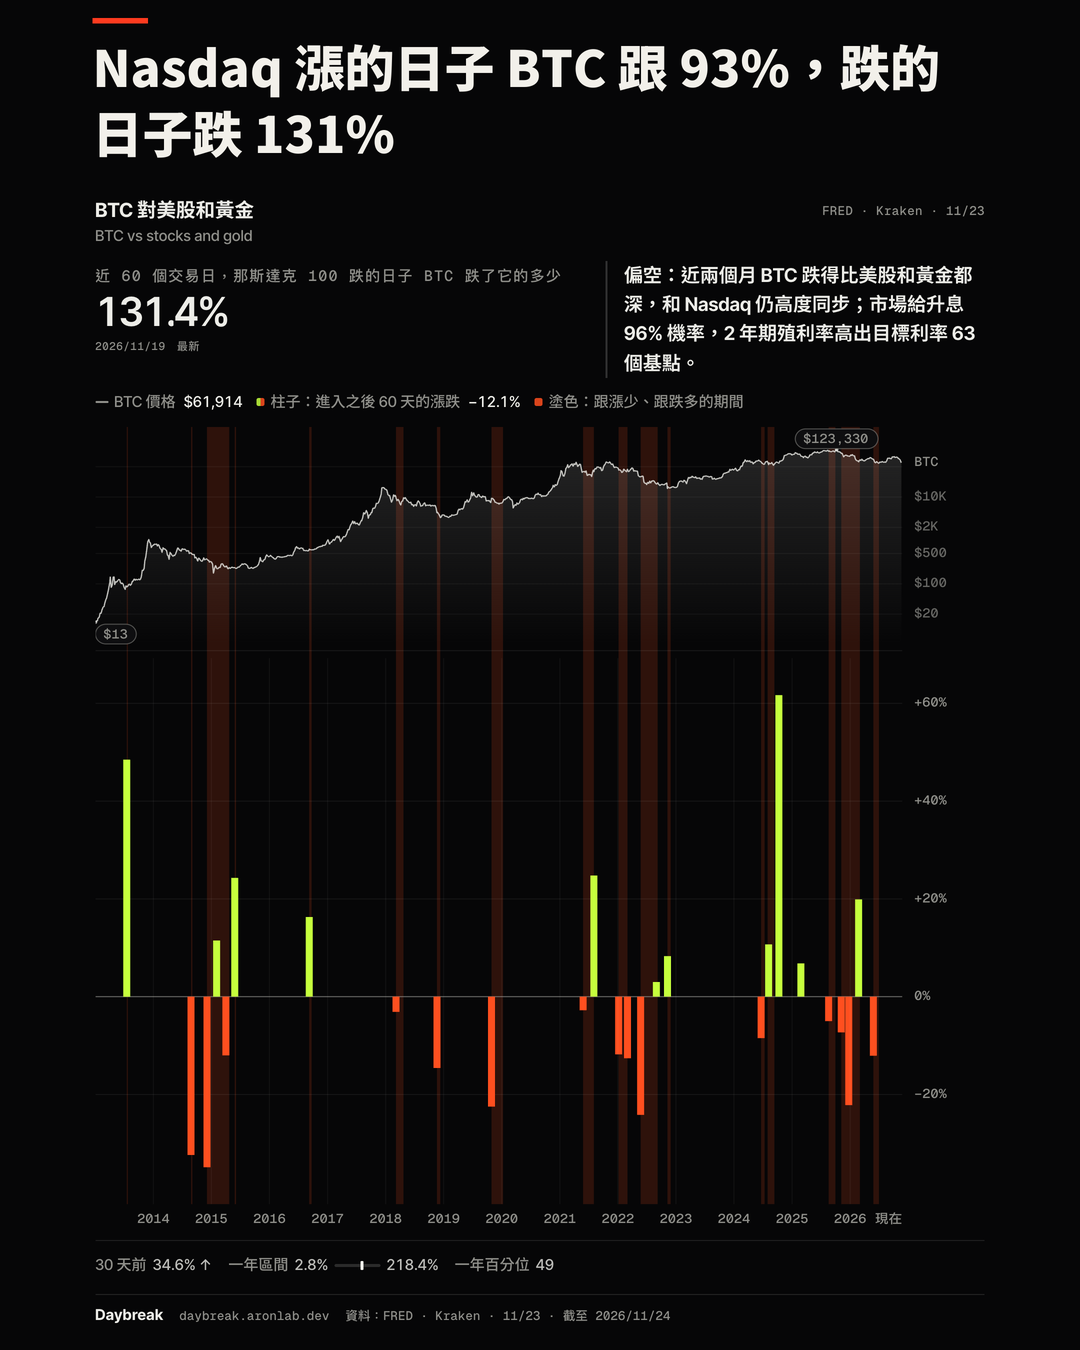 Nasdaq 漲的日子 BTC 跟 93%，跌的
日子跌 131%
BTC 對美股和黃金
FRED · Kraken · 11/23
BTC vs stocks and gold
近 60 個交易日，那斯達克 100 跌的日子 BTC 跌了它的多少
131.4%
2026/11/19 最新
偏空：近兩個月 BTC 跌得比美股和黃金都
深，和 Nasdaq 仍高度同步；市場給升息
96% 機率，2 年期殖利率高出目標利率 63
個基點。
BTC 價格 $61,914 柱子：進入之後 60 天的漲跌 −12.1% 塗色：跟漲少、跟跌多的期間
$123,330
BTC
$10K
$2K
$500
$100
$20
$13
+60%
+40%
+20%
0%
−20%
2014 2015 2016 2017 2018 2019 2020 2021 2022 2023 2024 2025 2026 現在
30 天前 34.6% ↑ 一年區間 2.8% 218.4% 一年百分位 49
Daybreak daybreak.aronlab.dev 資料：FRED · Kraken · 11/23 · 截至 2026/11/24